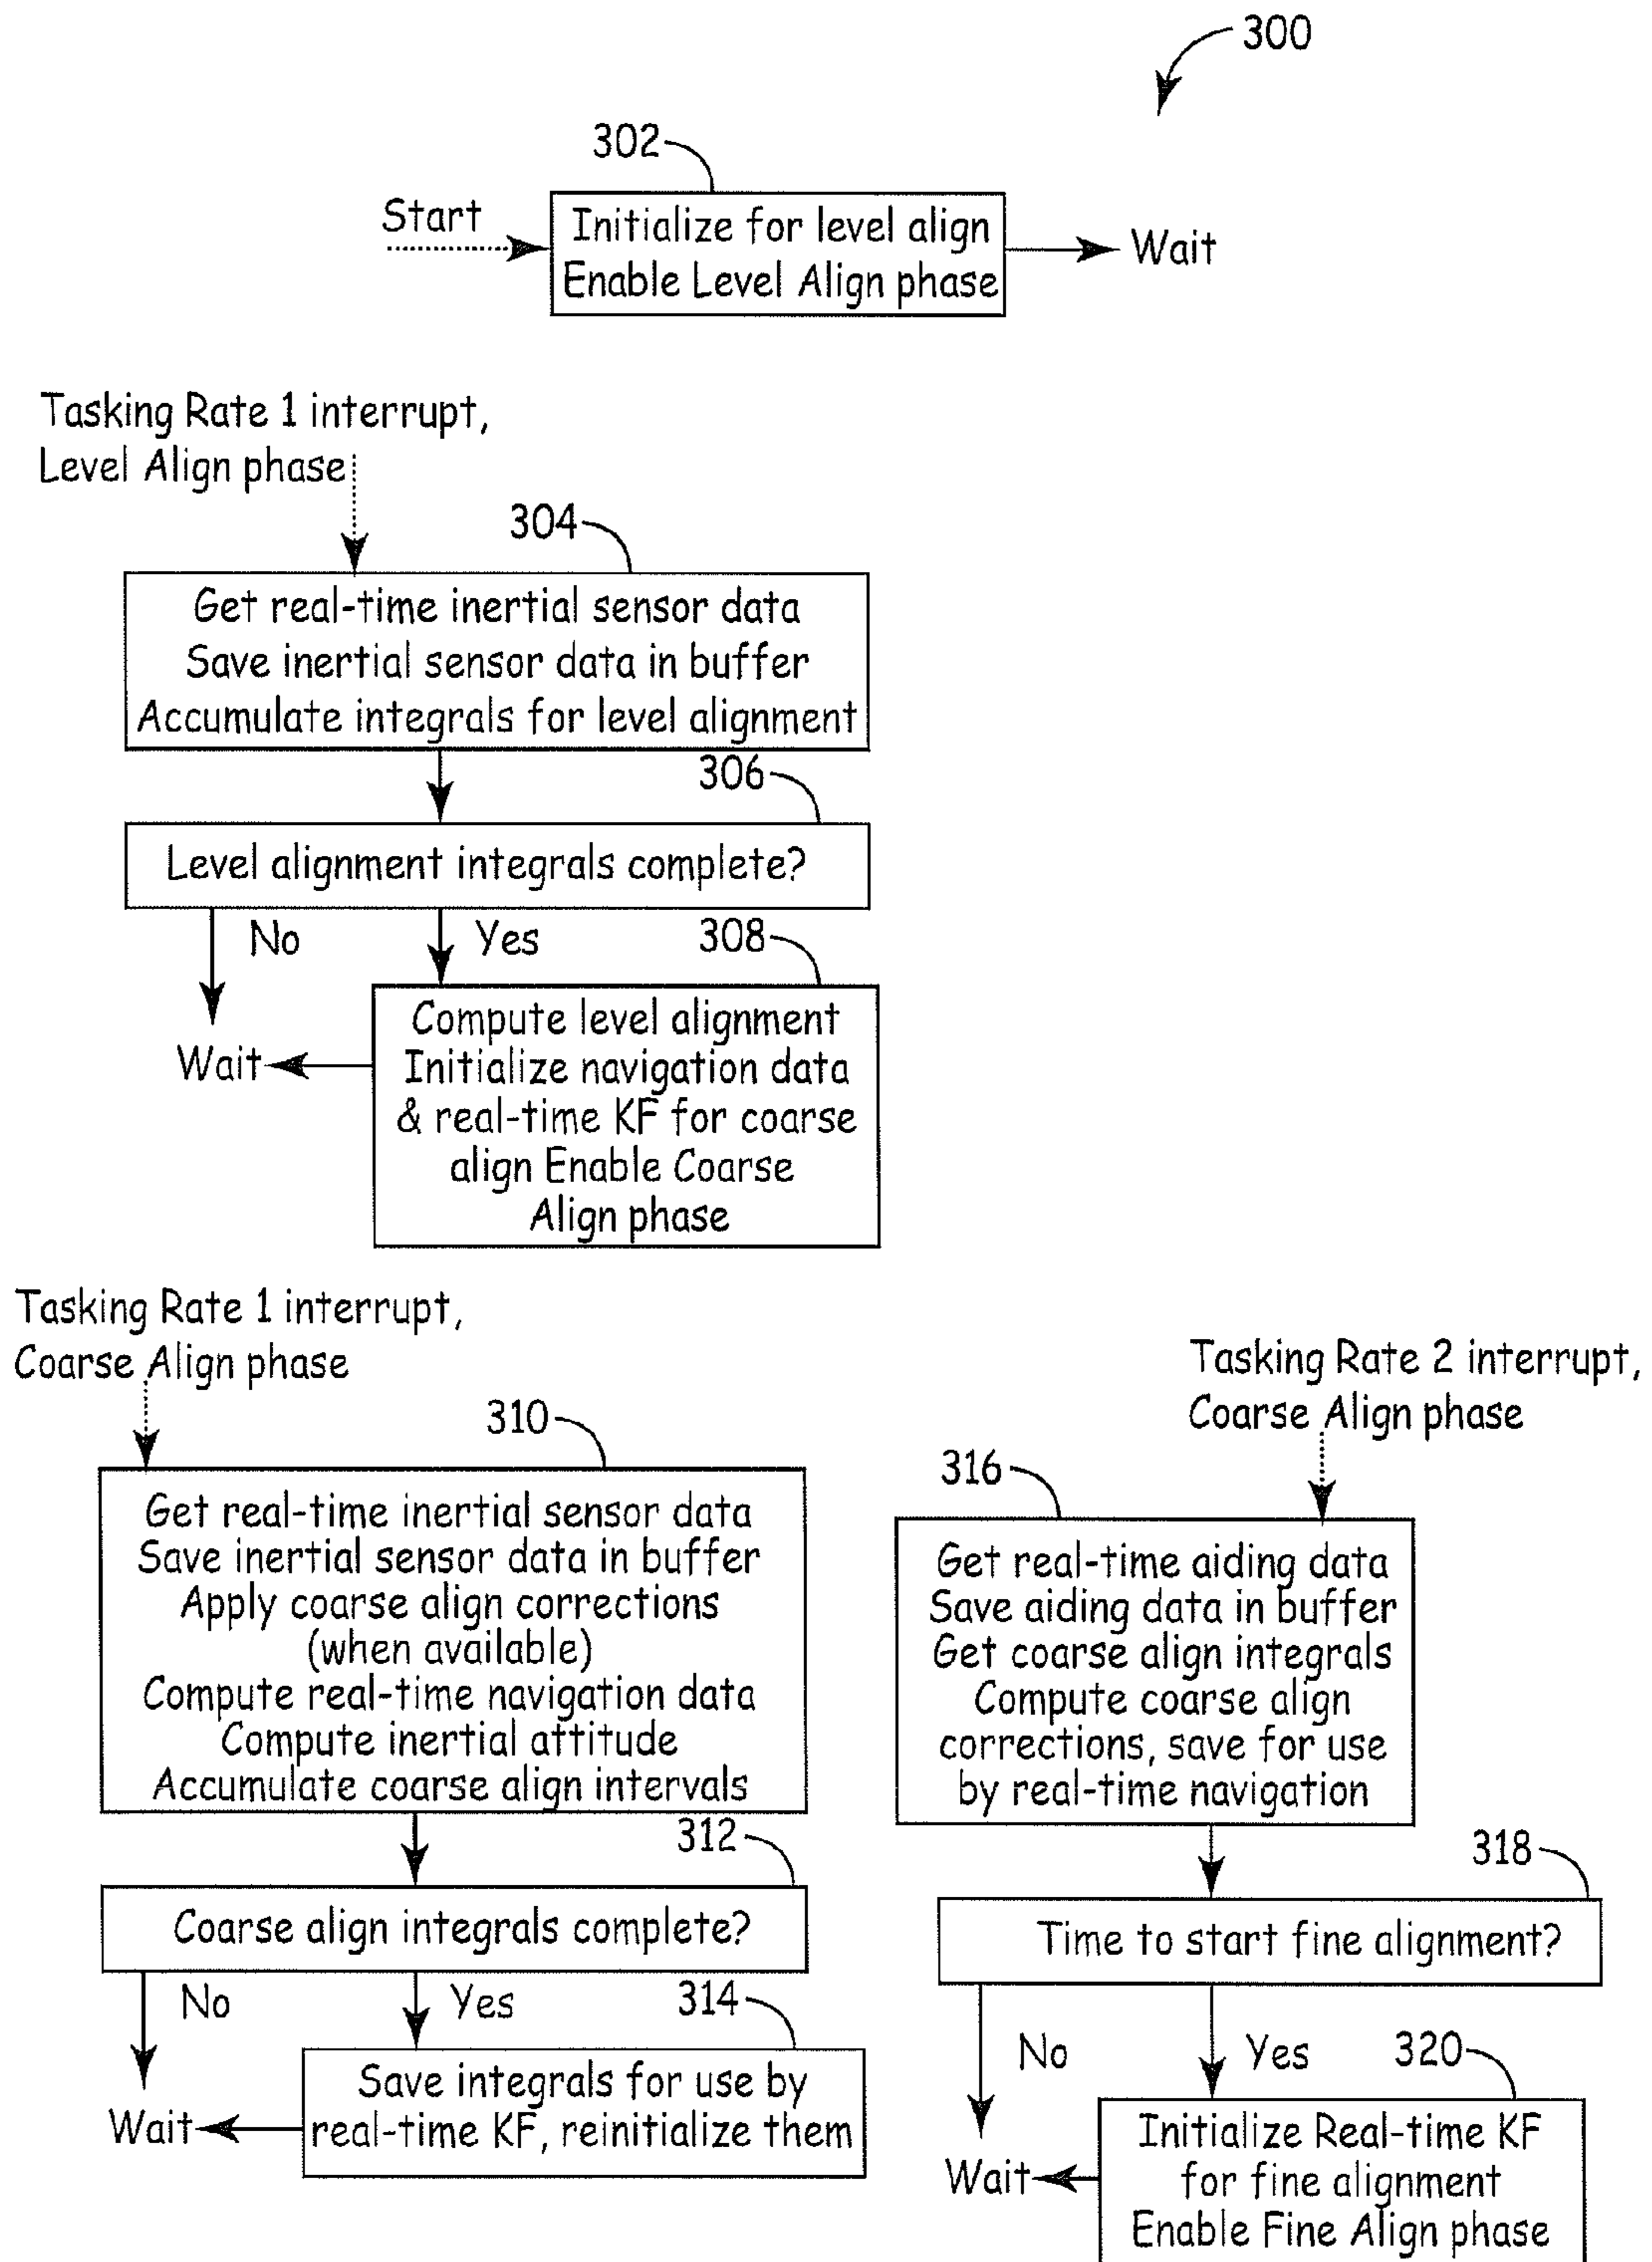 300
302
Start
Initialize for level align
Enable Level Align phase
Wait
Tasking Rate 1 interrupt,
Level Align phase
304
Get real-time inertial sensor data
Save inertial sensor data in buffer
Accumulate integrals for level alignment
306
Level alignment integrals complete?
No
Yes
308
Compute level alignment
Initialize navigation data
& real-time KF for coarse
align Enable Coarse
Align phase
Wait
Tasking Rate 1 interrupt,
Coarse Align phase
310
Get real-time inertial sensor data
Save inertial sensor data in buffer
Apply coarse align corrections
(when available)
Compute real-time navigation data
Compute inertial attitude
Accumulate coarse align intervals
312
Coarse align integrals complete?
No
Yes
314
Save integrals for use by
real-time KF, reinitialize them
Wait
Tasking Rate 2 interrupt,
Coarse Align phase
316
Get real-time aiding data
Save aiding data in buffer
Get coarse align integrals
Compute coarse align
corrections, save for use
by real-time navigation
318
Time to start fine alignment?
No
Yes
320
Initialize Real-time KF
for fine alignment
Enable Fine Align phase
Wait